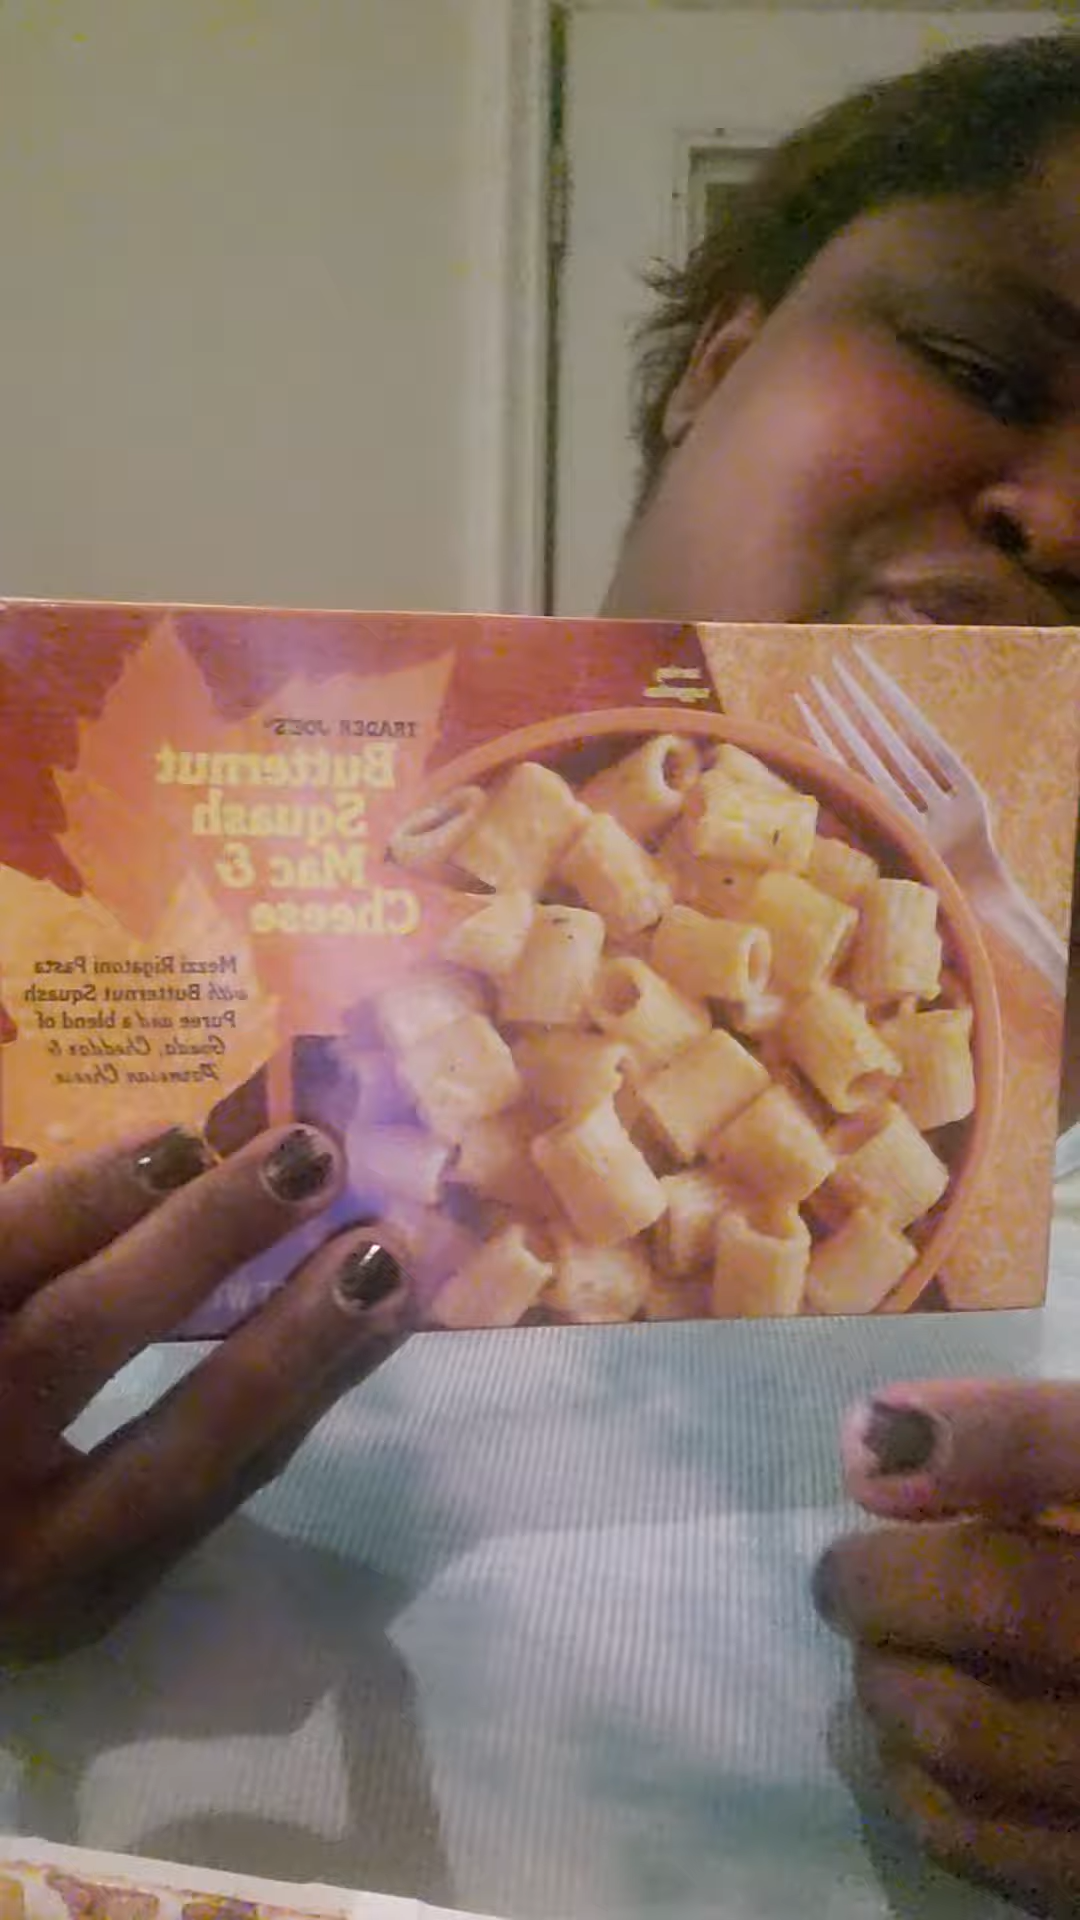 TRADER JOE'S®
Butternut
Squash
Mac &
Cheese
Mezzi Rigatoni Pasta
with Butternut Squash
Puree and a blend of
Gouda, Cheddar &
Parmesan Cheese